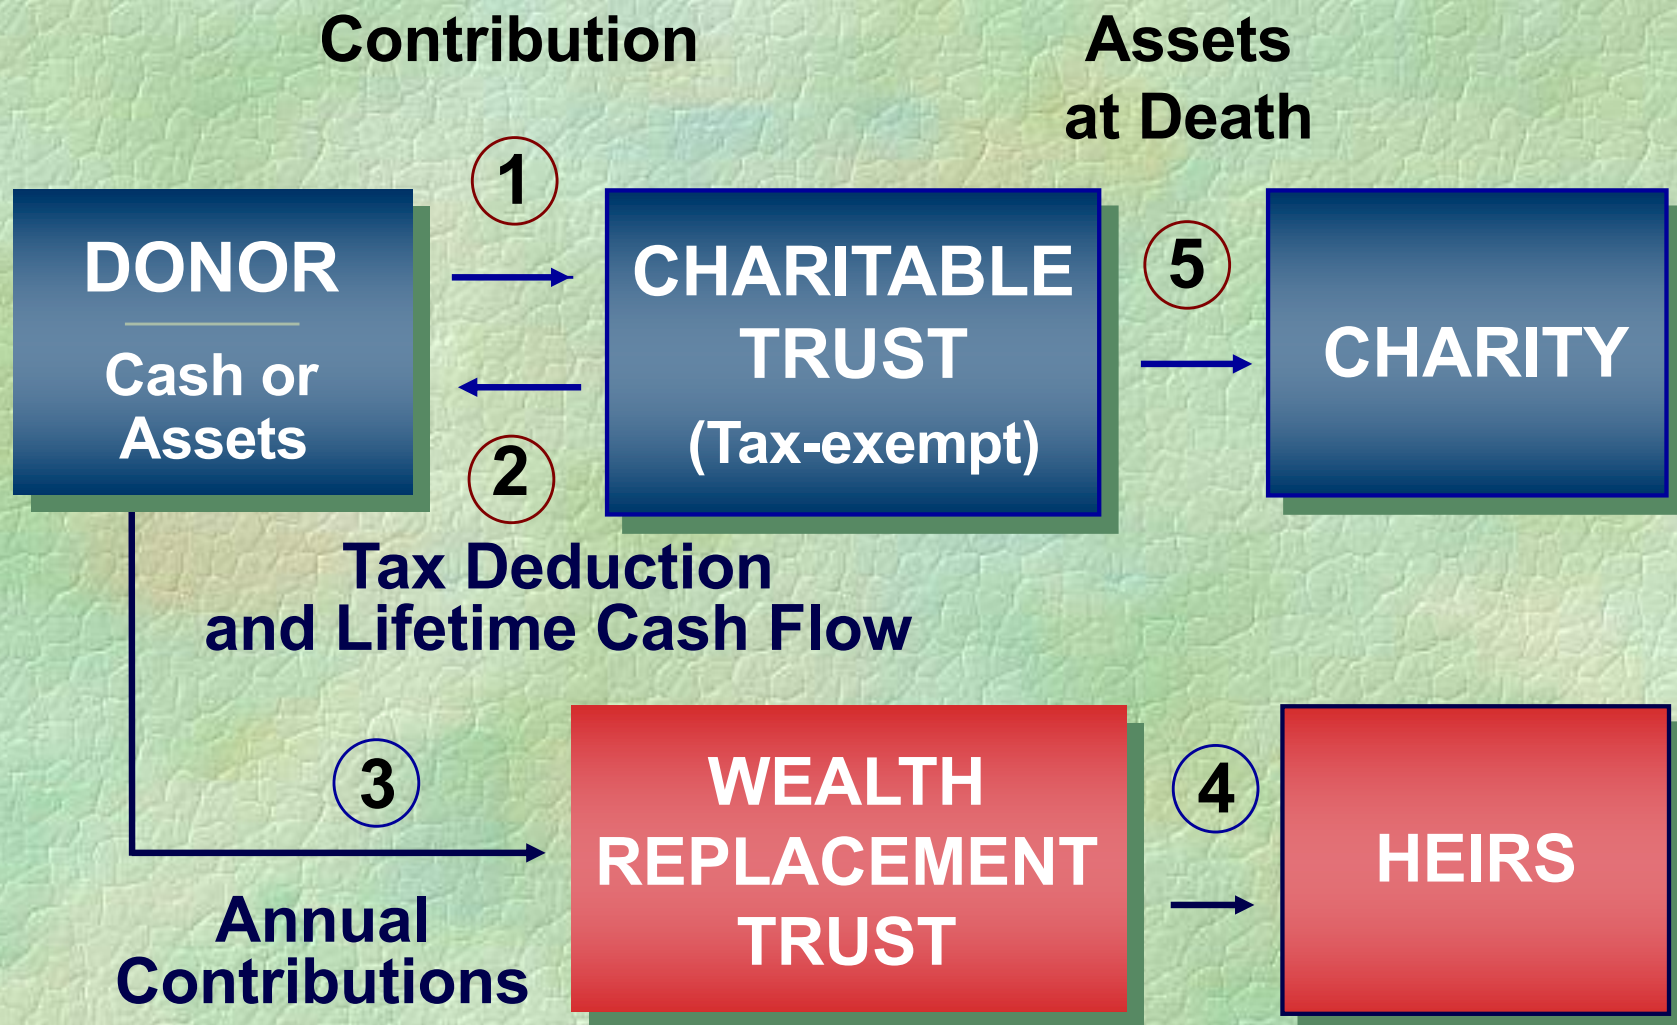 Contribution
Assets
at Death
1
DONOR
Cash or
Assets
CHARITABLE
TRUST
(Tax-exempt)
5
CHARITY
2
Tax Deduction
and Lifetime Cash Flow
3
Annual
Contributions
WEALTH
REPLACEMENT
TRUST
4
HEIRS